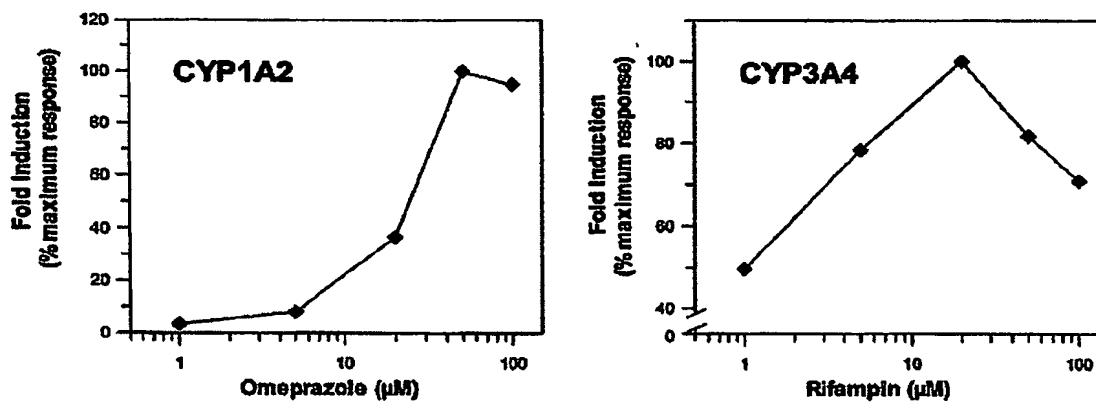 Fold Induction
(% maximum response)
120
100
80
60
40
20
0
CYP1A2
1
10
100
Omeprazole (µM)
Fold Induction
(% maximum response)
100
80
60
40
0
CYP3A4
1
10
100
Rifampin (µM)